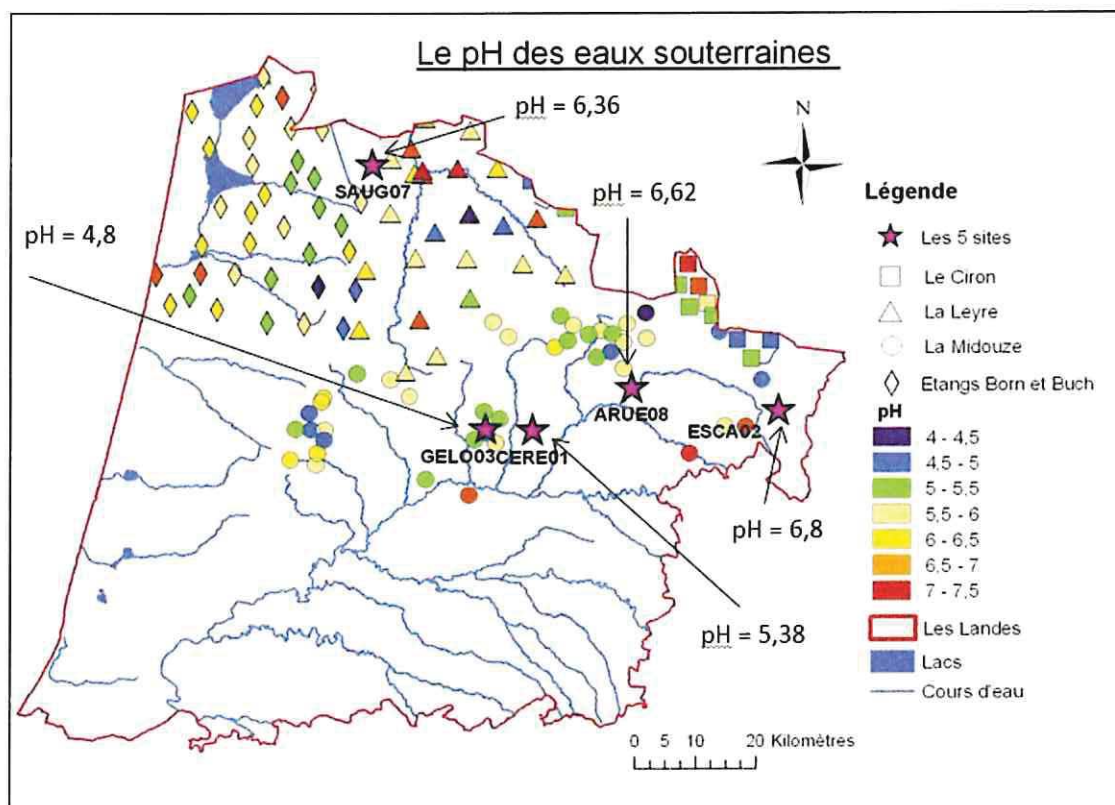 Le pH des eaux souterraines
pH = 6,36
N
SAUG07
pH = 6,62
pH = 4,8
ARUE08
ESCA02
GELO03
CERE01
pH = 6,8
pH = 5,38
0 5 10 20 Kilomètres
Légende
Les 5 sites
Le Ciron
La Leyre
La Midouze
Etangs Born et Buch
pH
4 - 4,5
4,5 - 5
5 - 5,5
5,5 - 6
6 - 6,5
6,5 - 7
7 - 7,5
Les Landes
Lacs
Cours d'eau